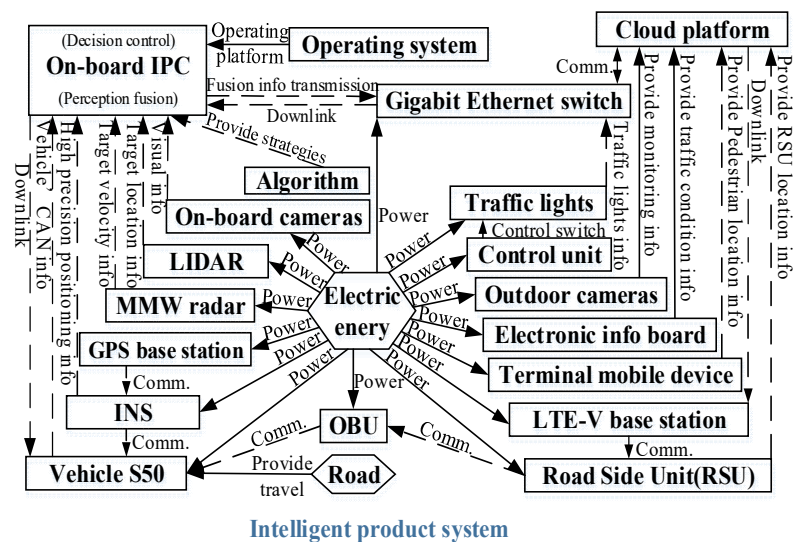 (Decision control)
On-board IPC
(Perception fusion)
Operating
platform
Operating system
Cloud platform
Comm.
Fusion info transmission
Downlink
Gigabit Ethernet switch
Provide strategies
Algorithm
Downlink
Vehicle CAN info
High precision positioning info
Target velocity info
Target location info
Visual info
Traffic lights info
Provide monitoring info
Provide traffic condition info
Provide Pedestrian location info
Downlink
Provide RSU location info
On-board cameras
LIDAR
MMW radar
GPS base station
Comm.
INS
Comm.
Vehicle S50
Power
Power
Power
Power
Power
Power
Power
Electric
enery
Power
Power
Power
Power
Power
Power
Power
Power
Traffic lights
Control switch
Control unit
Outdoor cameras
Electronic info board
Terminal mobile device
LTE-V base station
Comm.
Road Side Unit(RSU)
OBU
Comm.
Comm.
Provide
travel
Road
Intelligent product system